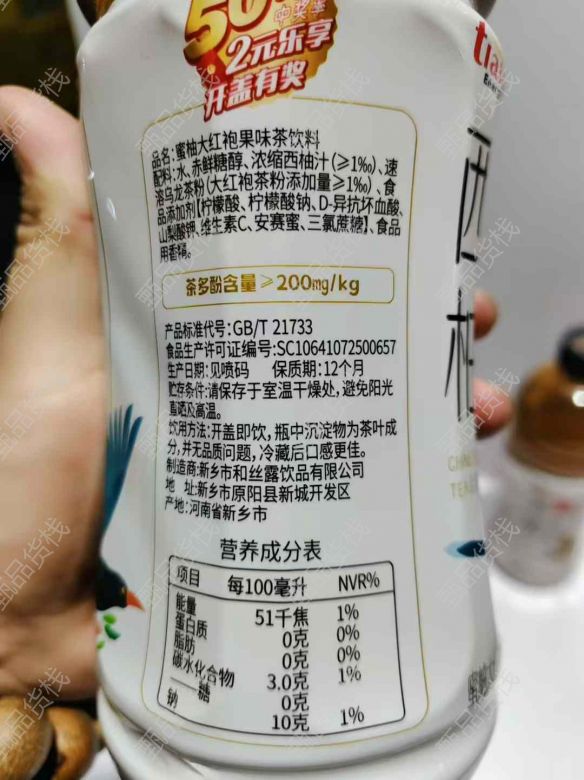 50
中奖率
2元乐享
开盖有奖
西柚
品名:蜜柚大红袍果味茶饮料
配料:水、赤鲜糖醇、浓缩西柚汁(≥1‰)、速
溶乌龙茶粉(大红袍茶粉添加量≥1‰)、食
品添加剂【柠檬酸、柠檬酸钠、D-异抗坏血酸、
山梨酸钾、维生素C、安赛蜜、三氯蔗糖】、食品
用香精。
茶多酚含量≥200mg/kg
产品标准代号:GB/T 21733
食品生产许可证编号:SC10641072500657
生产日期:见喷码 保质期:12个月
贮存条件:请保存于室温干燥处,避免阳光
直晒及高温。
饮用方法:开盖即饮,瓶中沉淀物为茶叶成
分,并无品质问题,冷藏后口感更佳。
制造商:新乡市和丝露饮品有限公司
地 址:新乡市原阳县新城开发区
产地:河南省新乡市
营养成分表
项目 每100毫升 NVR%
能量 51千焦 1%
蛋白质 0克 0%
脂肪 0克 0%
碳水化合物 3.0克 1%
——糖 0克
钠 10克 1%
甄品货栈